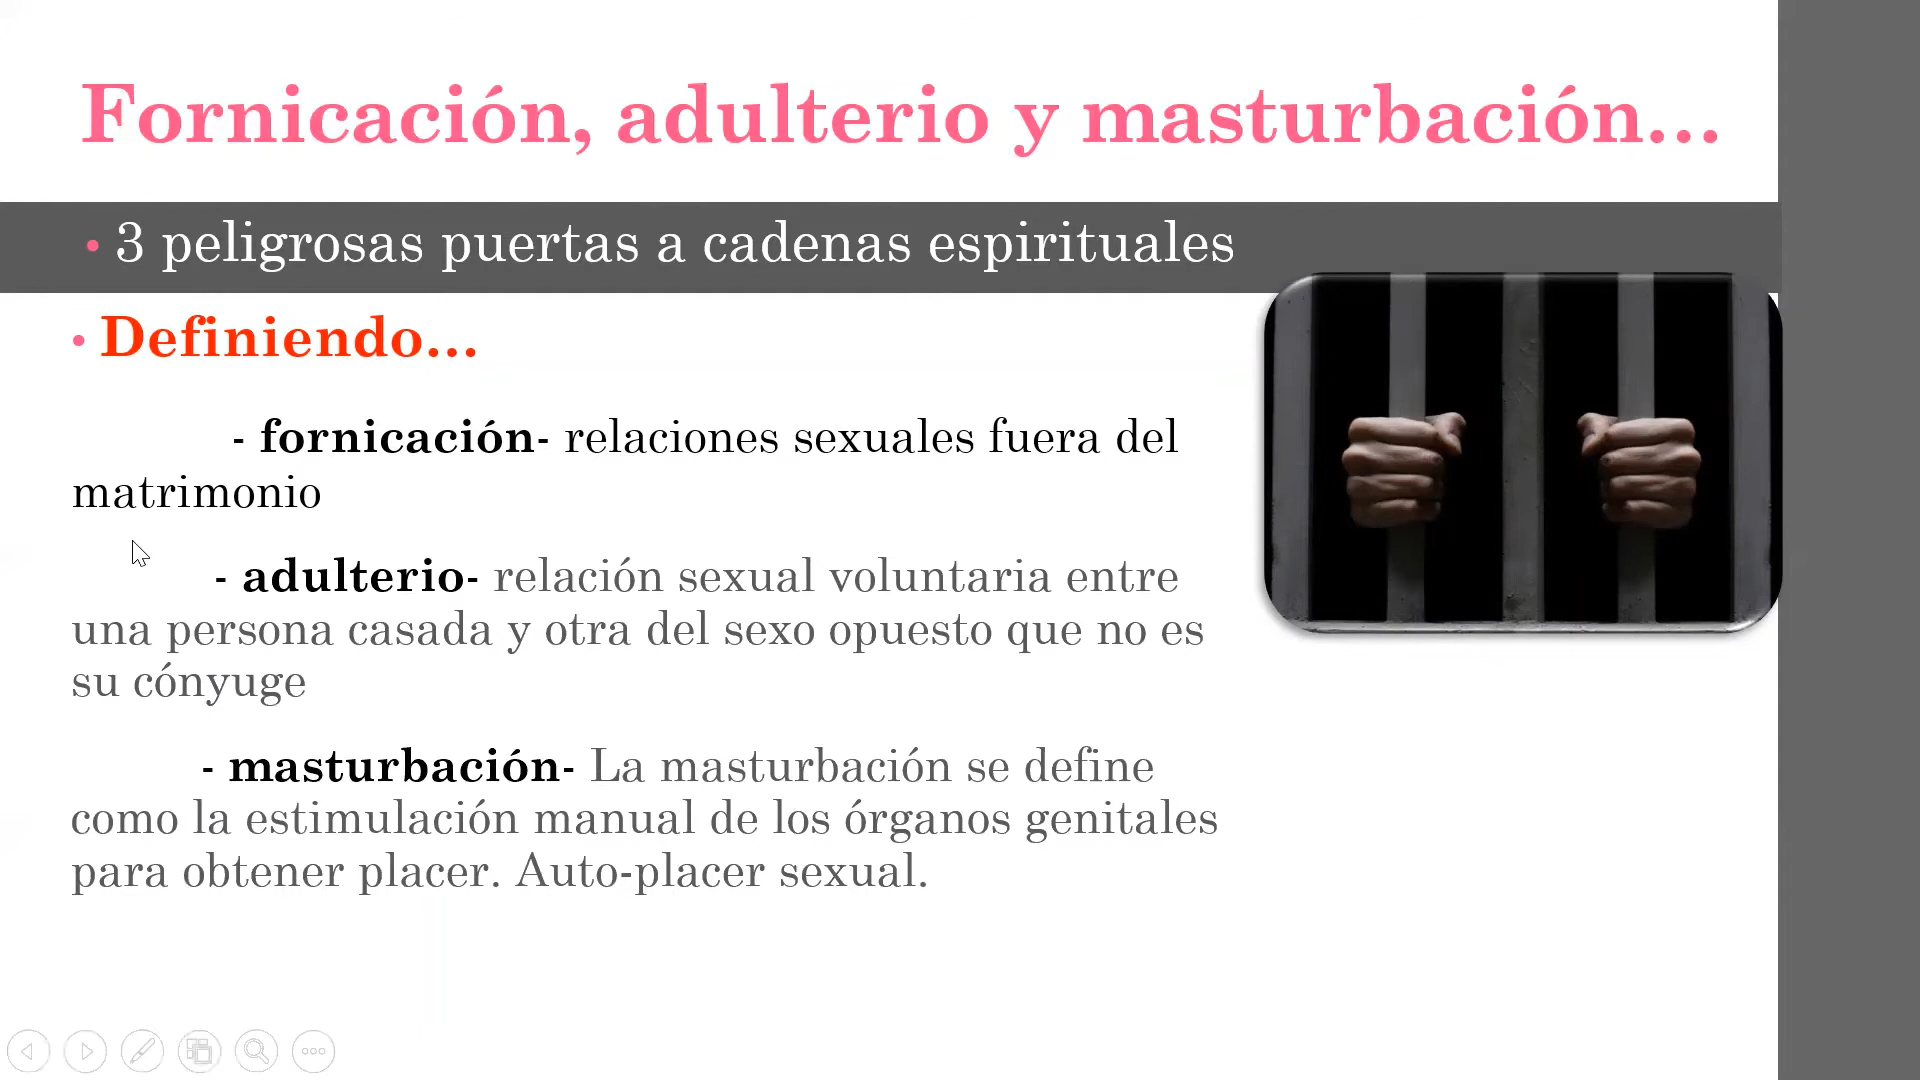 Fornicación, adulterio y masturbación...
• 3 peligrosas puertas a cadenas espirituales
• Definiendo...
- fornicación- relaciones sexuales fuera del
matrimonio
- adulterio- relación sexual voluntaria entre
una persona casada y otra del sexo opuesto que no es
su cónyuge
- masturbación- La masturbación se define
como la estimulación manual de los órganos genitales
para obtener placer. Auto-placer sexual.